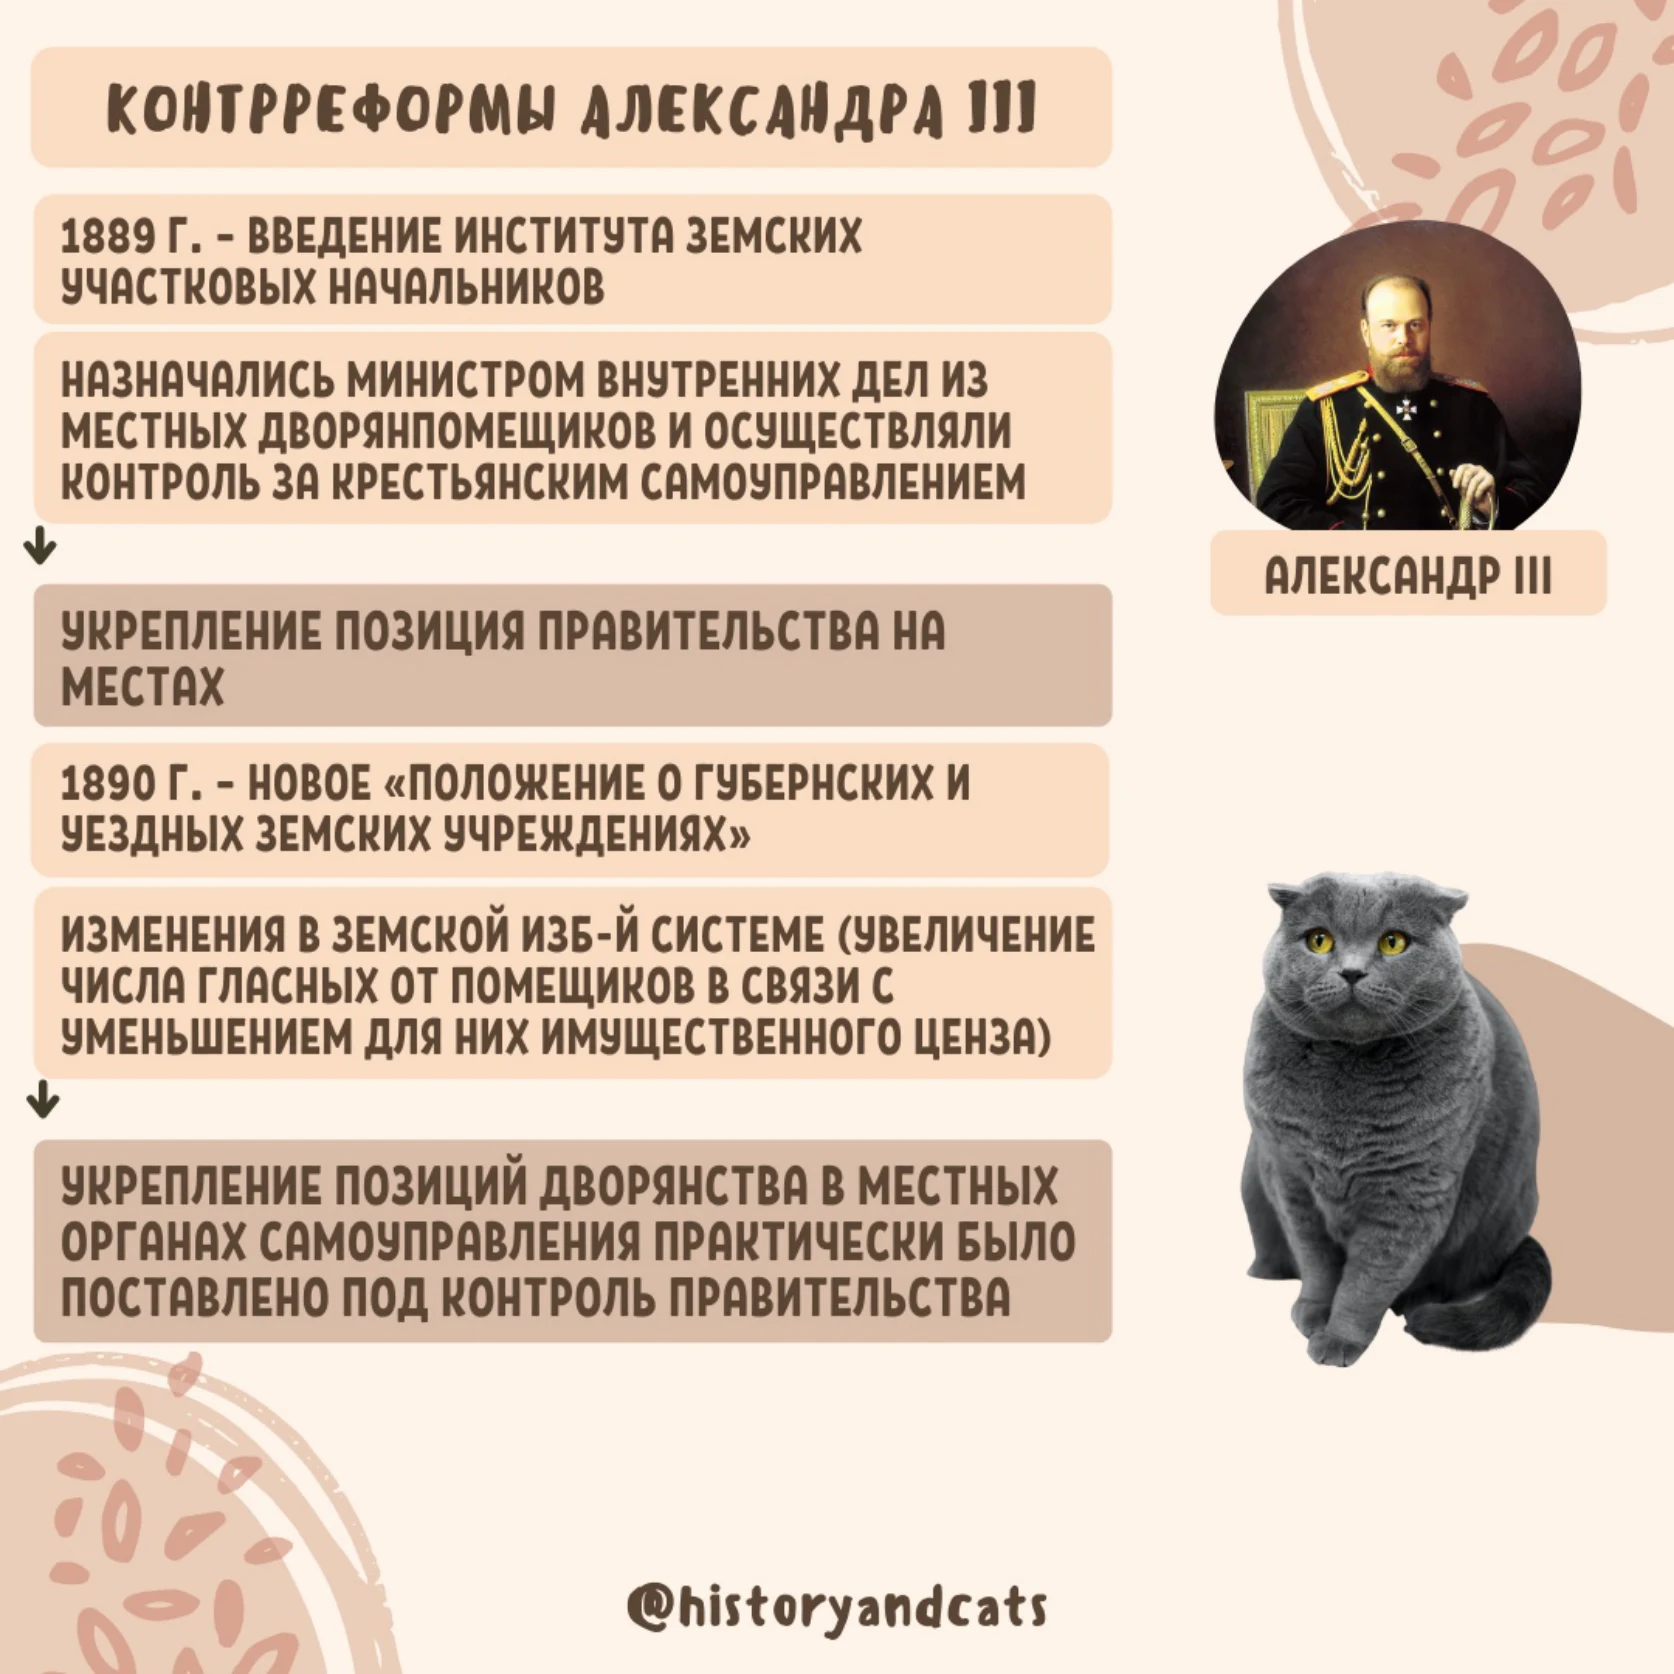 КОНТРРЕФОРМЫ АЛЕКСАНДРА III
1889 Г. - ВВЕДЕНИЕ ИНСТИТУТА ЗЕМСКИХ
УЧАСТКОВЫХ НАЧАЛЬНИКОВ
НАЗНАЧАЛИСЬ МИНИСТРОМ ВНУТРЕННИХ ДЕЛ ИЗ
МЕСТНЫХ ДВОРЯНПОМЕЩИКОВ И ОСУЩЕСТВЛЯЛИ
КОНТРОЛЬ ЗА КРЕСТЬЯНСКИМ САМОУПРАВЛЕНИЕМ
УКРЕПЛЕНИЕ ПОЗИЦИЯ ПРАВИТЕЛЬСТВА НА
МЕСТАХ
1890 Г. - НОВОЕ «ПОЛОЖЕНИЕ О ГУБЕРНСКИХ И
УЕЗДНЫХ ЗЕМСКИХ УЧРЕЖДЕНИЯХ»
ИЗМЕНЕНИЯ В ЗЕМСКОЙ ИЗБ-Й СИСТЕМЕ (УВЕЛИЧЕНИЕ
ЧИСЛА ГЛАСНЫХ ОТ ПОМЕЩИКОВ В СВЯЗИ С
УМЕНЬШЕНИЕМ ДЛЯ НИХ ИМУЩЕСТВЕННОГО ЦЕНЗА)
УКРЕПЛЕНИЕ ПОЗИЦИЙ ДВОРЯНСТВА В МЕСТНЫХ
ОРГАНАХ САМОУПРАВЛЕНИЯ ПРАКТИЧЕСКИ БЫЛО
ПОСТАВЛЕНО ПОД КОНТРОЛЬ ПРАВИТЕЛЬСТВА
АЛЕКСАНДР III
@historyandcats